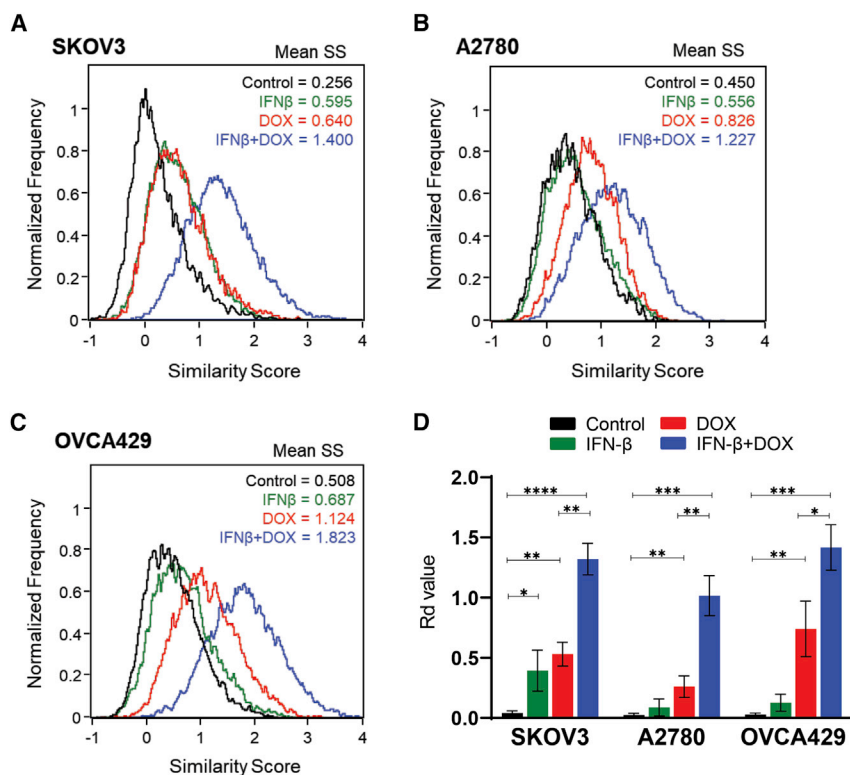 A
SKOV3
Mean SS
Control = 0.256
IFNβ = 0.595
DOX = 0.640
IFNβ+DOX = 1.400
Normalized Frequency
1
0.8
0.6
0.4
0.2
0
-1 0 1 2 3 4
Similarity Score
B
A2780
Mean SS
Control = 0.450
IFNβ = 0.556
DOX = 0.826
IFNβ+DOX = 1.227
Normalized Frequency
1
0.8
0.6
0.4
0.2
0
-1 0 1 2 3 4
Similarity Score
C
OVCA429
Mean SS
Control = 0.508
IFNβ = 0.687
DOX = 1.124
IFNβ+DOX = 1.823
Normalized Frequency
1
0.8
0.6
0.4
0.2
0
-1 0 1 2 3 4
Similarity Score
D
Control DOX
IFN-β IFN-β+DOX
Rd value
2.0
1.5
1.0
0.5
0.0
**** *** ***
** ** *
** ** **
*
SKOV3 A2780 OVCA429